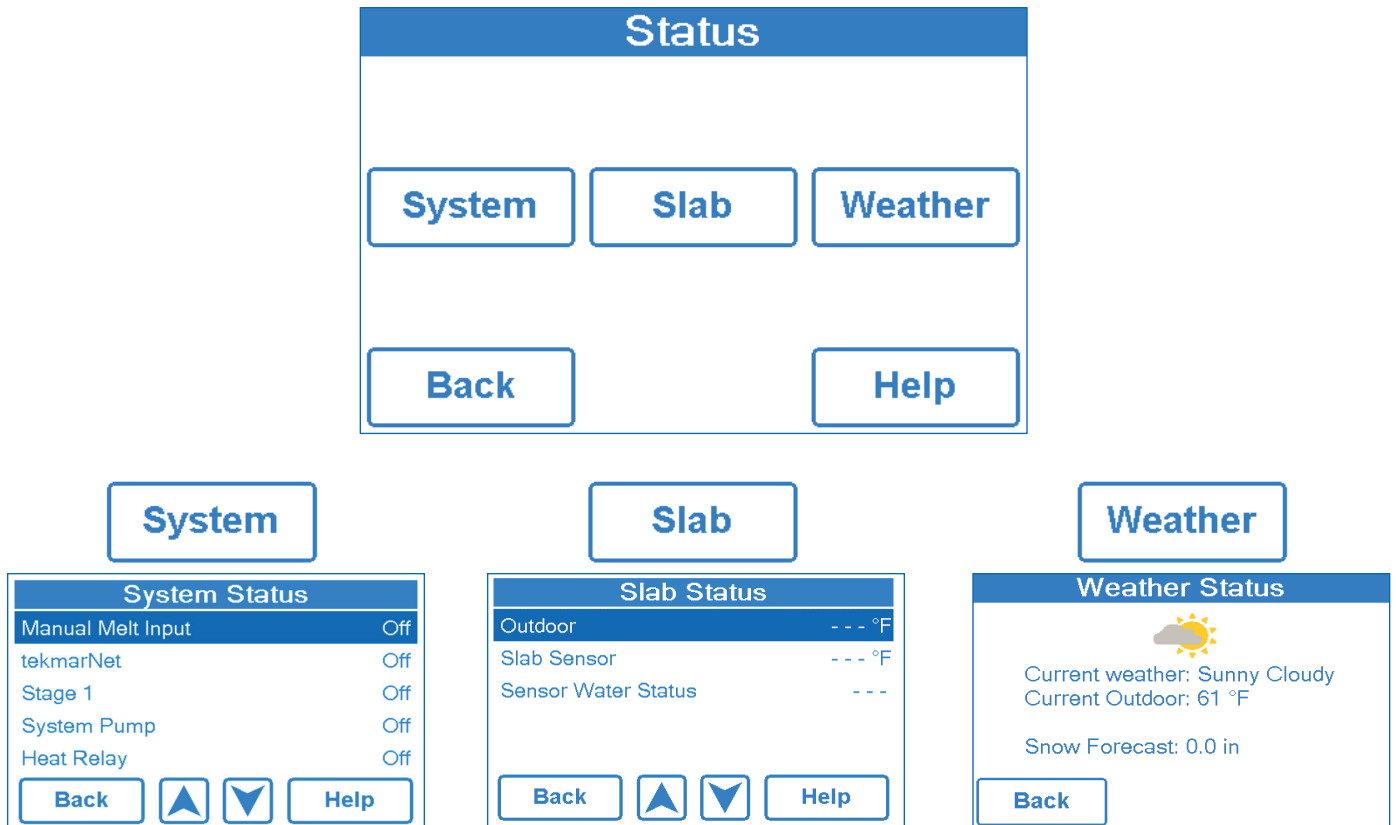 Status
System Slab Weather
Back Help
System
Slab
Weather
System Status
Manual Melt Input Off
tekmarNet Off
Stage 1 Off
System Pump Off
Heat Relay Off
Back Help
Slab Status
Outdoor - - - °F
Slab Sensor - - - °F
Sensor Water Status - - -
Back Help
Weather Status
Current weather: Sunny Cloudy
Current Outdoor: 61 °F
Snow Forecast: 0.0 in
Back